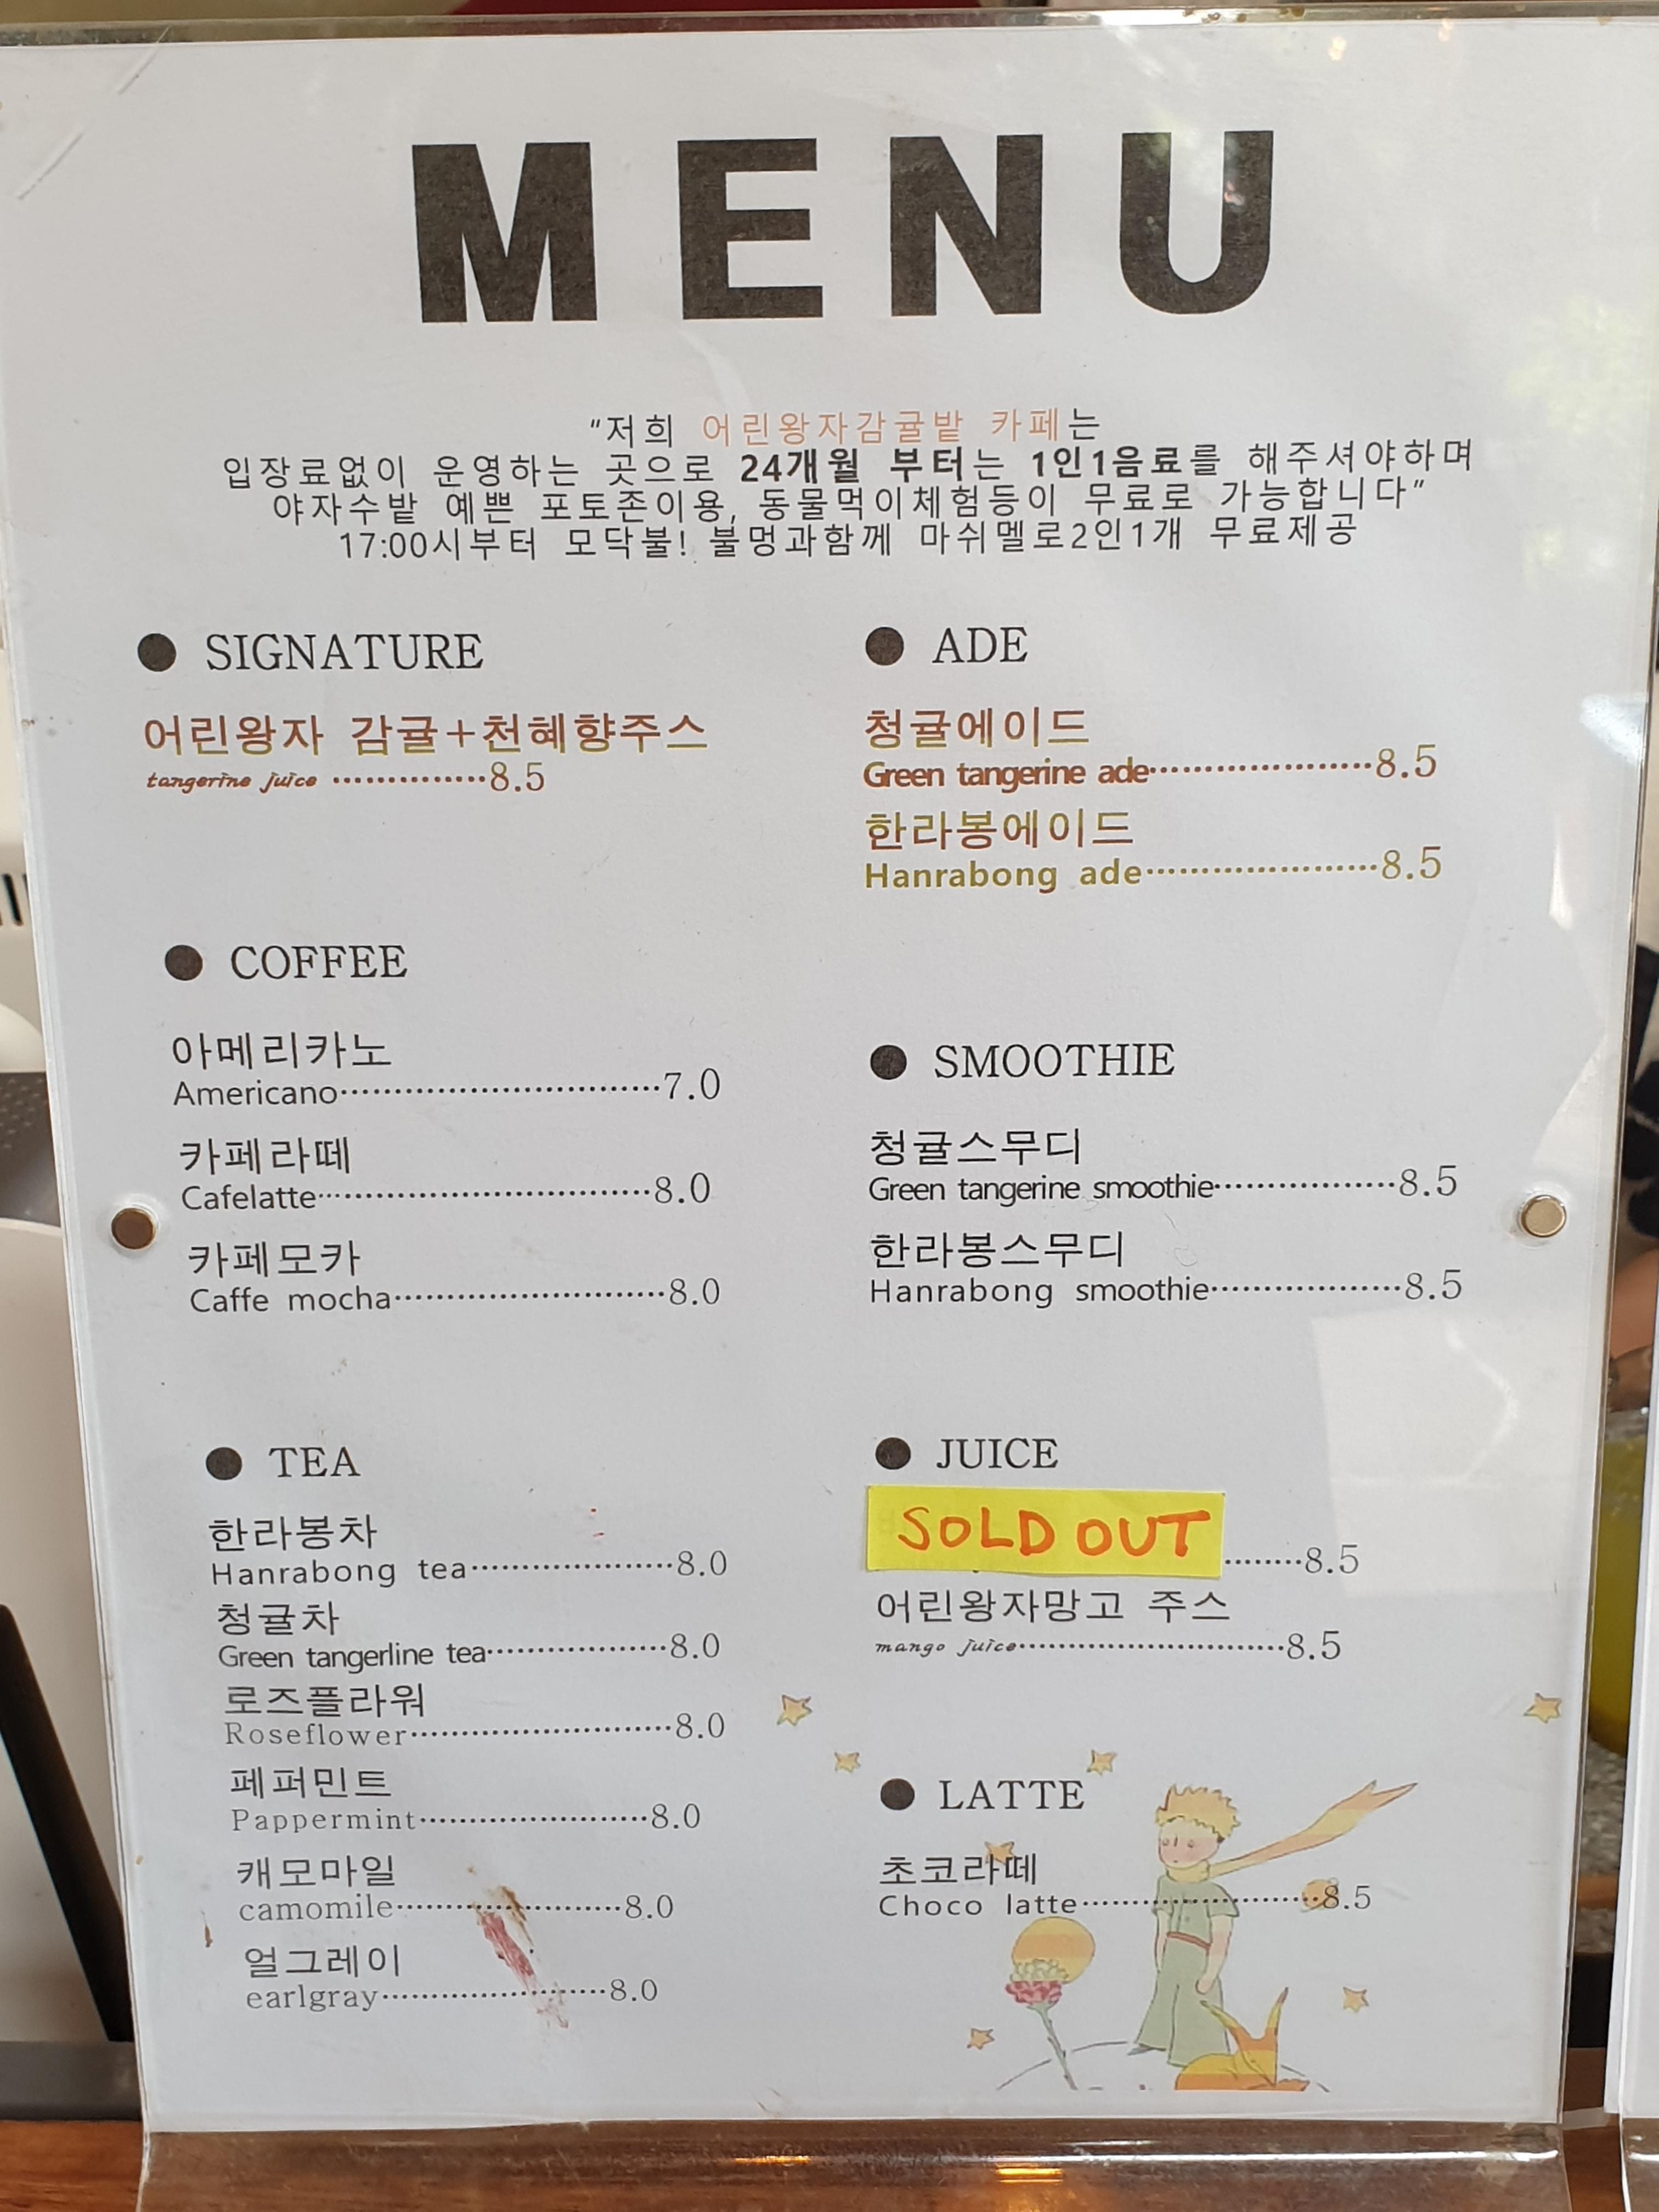 MENU
"저희 어린왕자감귤밭 카페는
입장료없이 운영하는 곳으로 24개월 부터는 1인1음료를 해주셔야하며
야자수밭 예쁜 포토존이용, 동물먹이체험등이 무료로 가능합니다"
17:00시부터 모닥불! 불멍과함께 마쉬멜로2인1개 무료제공
● SIGNATURE
어린왕자 감귤+천혜향주스
tangerine juice ··············8.5
● COFFEE
아메리카노
Americano······························7.0
카페라떼
Cafelatte·······························8.0
카페모카
Caffe mocha·························8.0
● TEA
한라봉차
Hanrabong tea····················8.0
청귤차
Green tangerline tea·················8.0
로즈플라워
Roseflower·························8.0
페퍼민트
Pappermint······················8.0
캐모마일
camomile······················8.0
얼그레이
earlgray······················8.0
● ADE
청귤에이드
Green tangerine ade····················8.5
한라봉에이드
Hanrabong ade······················8.5
● SMOOTHIE
청귤스무디
Green tangerine smoothie·················8.5
한라봉스무디
Hanrabong smoothie··················8.5
● JUICE
SOLD OUT ········8.5
어린왕자망고 주스
mango juice··························8.5
● LATTE
초코라떼
Choco latte·······················8.5